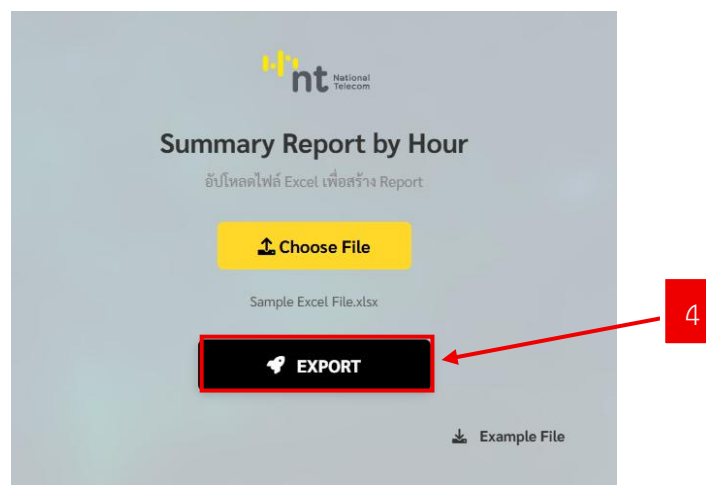 nt National Telecom
Summary Report by Hour
อัปโหลดไฟล์ Excel เพื่อสร้าง Report
Choose File
Sample Excel File.xlsx
4
EXPORT
Example File